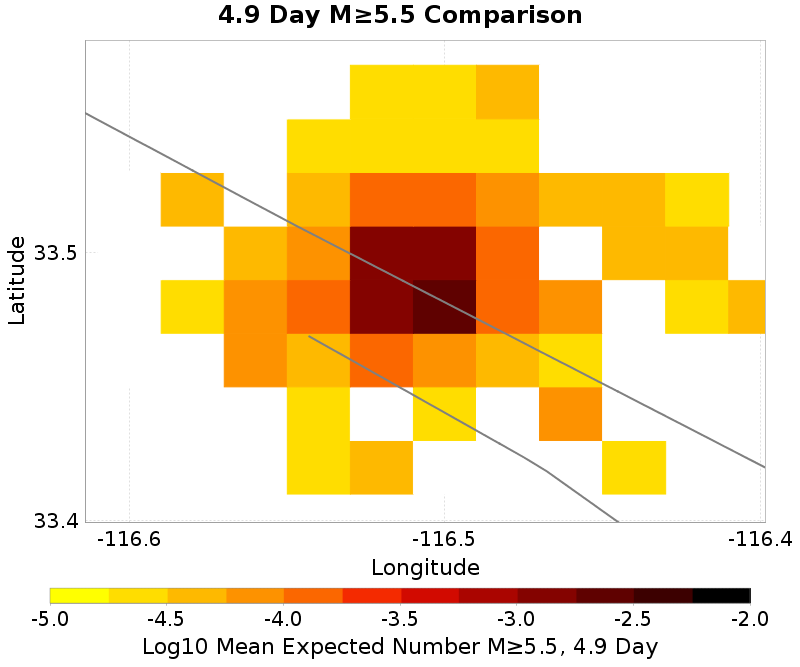 4.9 Day M≥5.5 Comparison
Latitude
33.5
33.4
-116.6 -116.5 -116.4
Longitude
-5.0 -4.5 -4.0 -3.5 -3.0 -2.5 -2.0
Log10 Mean Expected Number M≥5.5, 4.9 Day